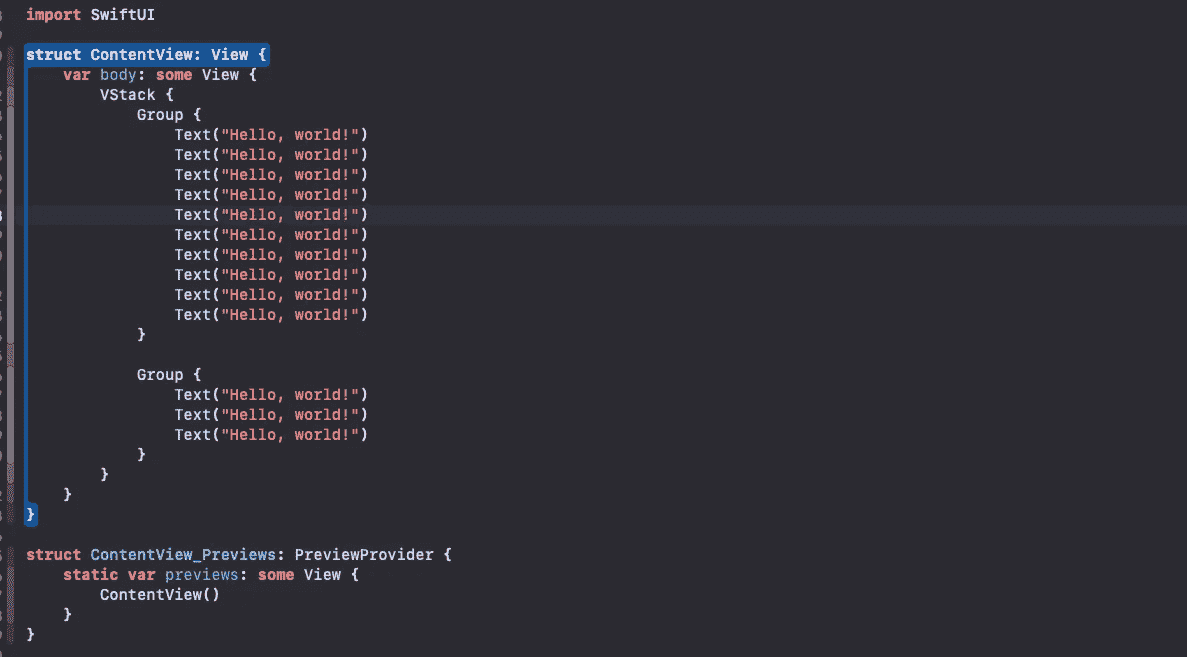 import SwiftUI
struct ContentView: View {
    var body: some View {
        VStack {
            Group {
                Text("Hello, world!")
                Text("Hello, world!")
                Text("Hello, world!")
                Text("Hello, world!")
                Text("Hello, world!")
                Text("Hello, world!")
                Text("Hello, world!")
                Text("Hello, world!")
                Text("Hello, world!")
                Text("Hello, world!")
            }
            Group {
                Text("Hello, world!")
                Text("Hello, world!")
                Text("Hello, world!")
            }
        }
    }
}
struct ContentView_Previews: PreviewProvider {
    static var previews: some View {
        ContentView()
    }
}